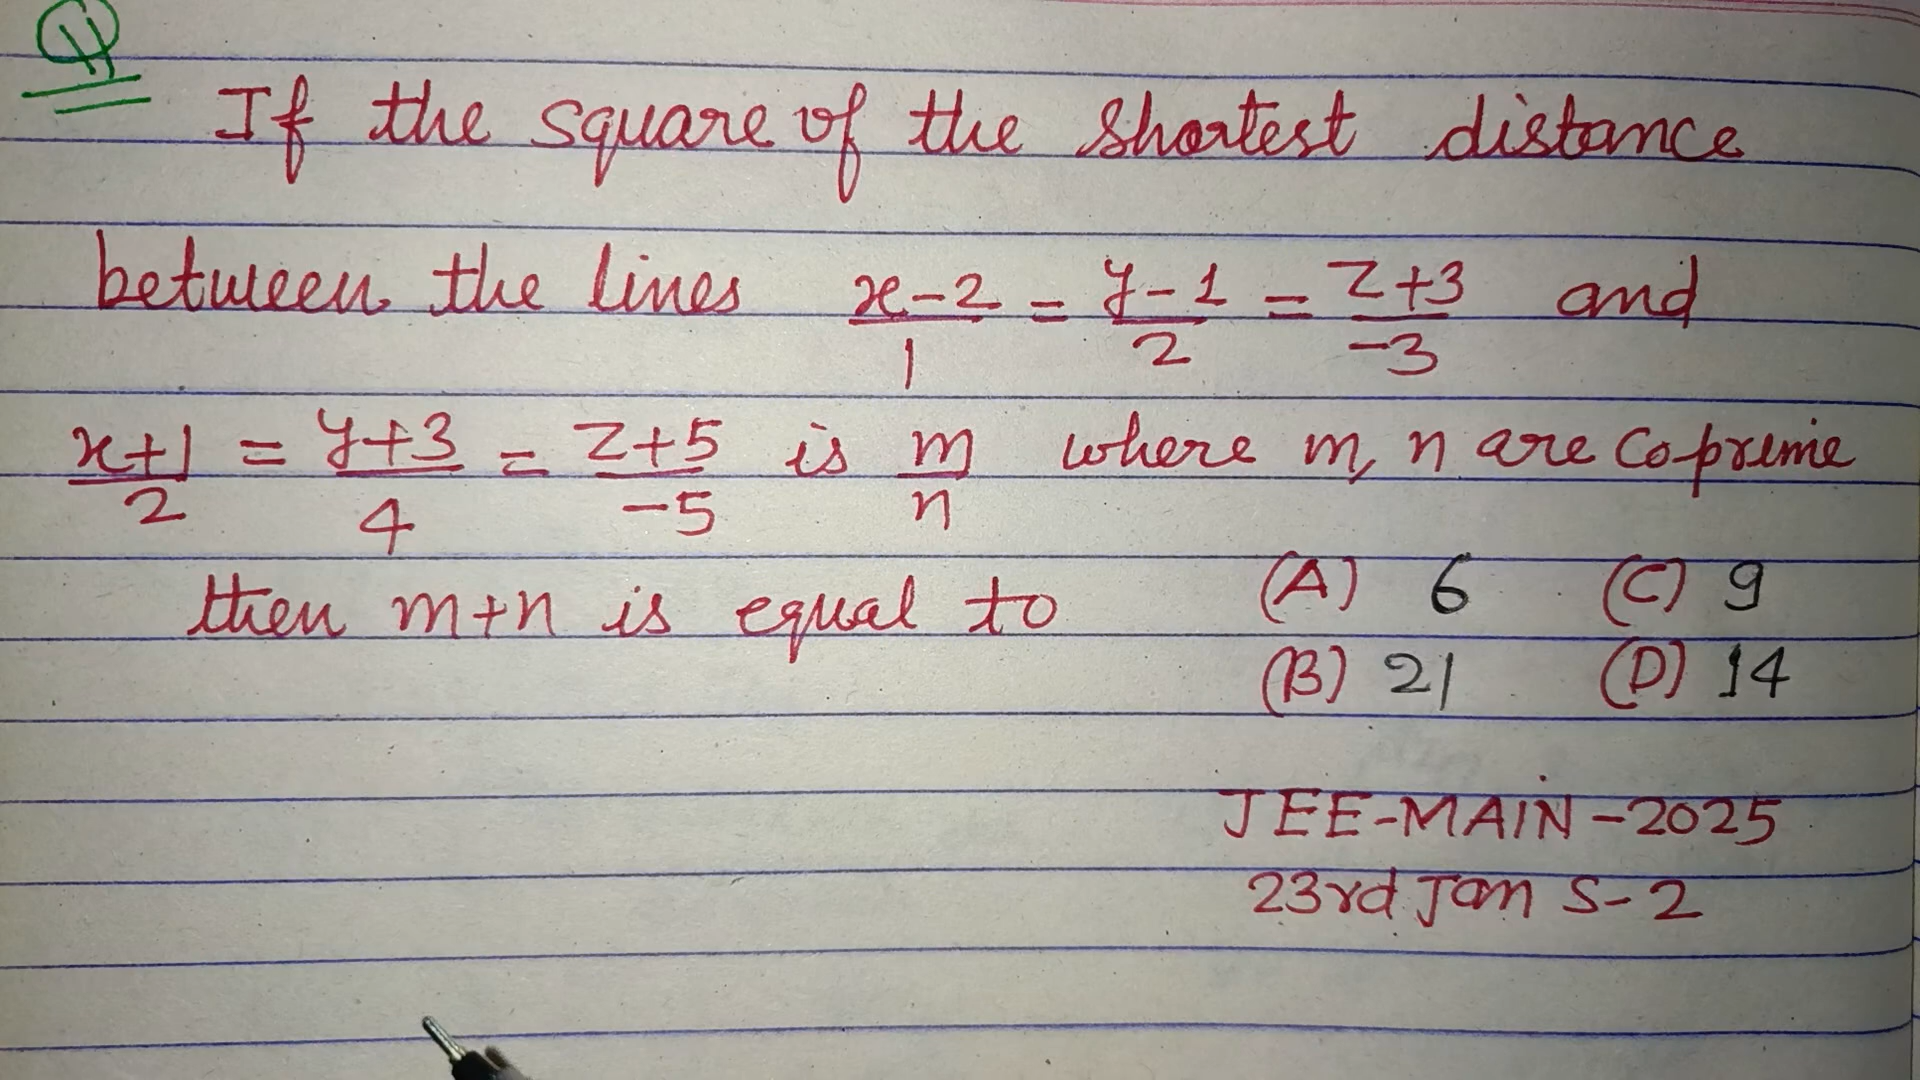 Q
If the square of the shortest distance
between the lines x-2/1 = y-1/2 = z+3/-3 and
x+1/2 = y+3/4 = z+5/-5 is m/n where m, n are Co-prime
then m+n is equal to (A) 6 (C) 9
(B) 21 (D) 14
JEE-MAIN-2025
23rd Jan S-2